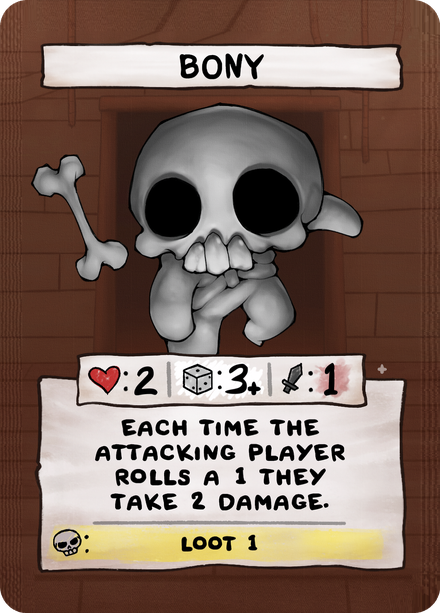 BONY
:2 :3+ :1
EACH TIME THE
ATTACKING PLAYER
ROLLS A 1 THEY
TAKE 2 DAMAGE.
: LOOT 1